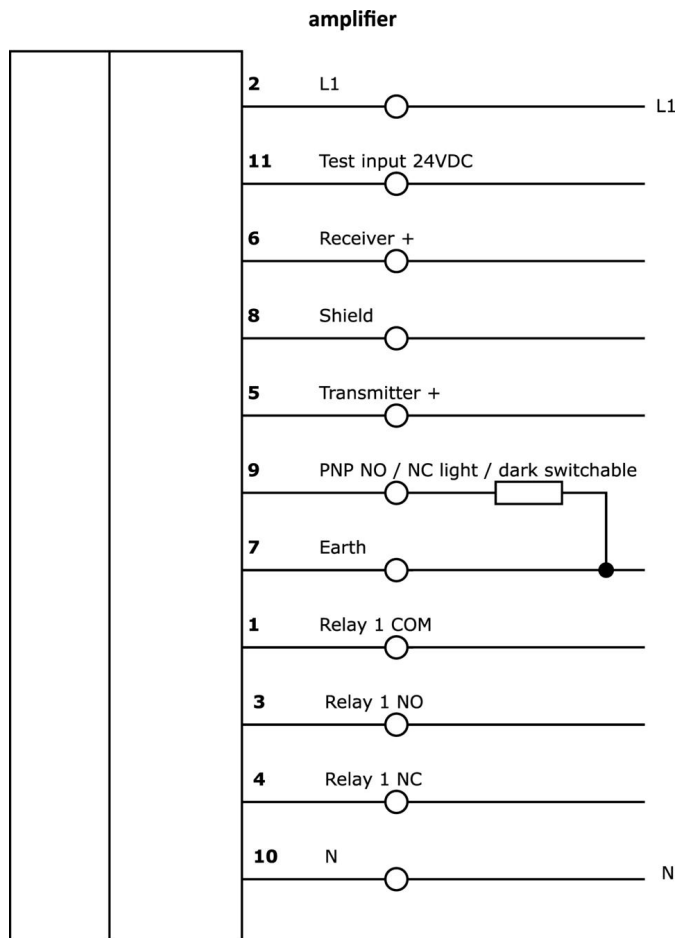 amplifier
2 L1
L1
11 Test input 24VDC
6 Receiver +
8 Shield
5 Transmitter +
9 PNP NO / NC light / dark switchable
7 Earth
1 Relay 1 COM
3 Relay 1 NO
4 Relay 1 NC
10 N
N